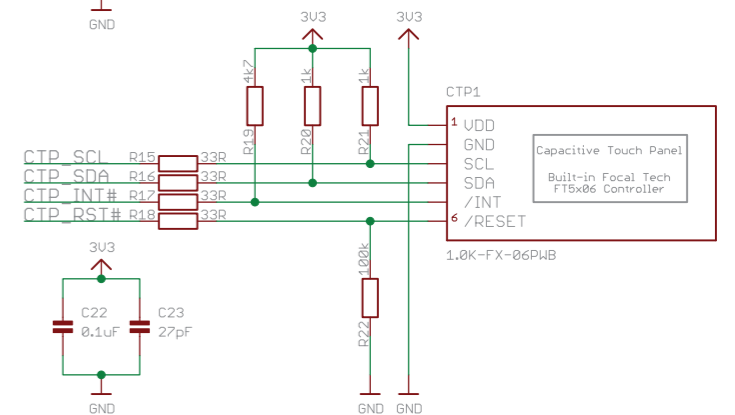 GND
3V3
3V3
4k7
1k
1k
CTP1
R19
R20
R21
1 VDD
GND
SCL
SDA
/INT
6 /RESET
Capacitive Touch Panel
Built-in Focal Tech
FT5x06 Controller
CTP_SCL R15 33R
CTP_SDA R16 33R
CTP_INT# R17 33R
CTP_RST# R18 33R
1.0K-FX-06PWB
3V3
100k
R22
C22
0.1uF
C23
27pF
GND
GND
GND